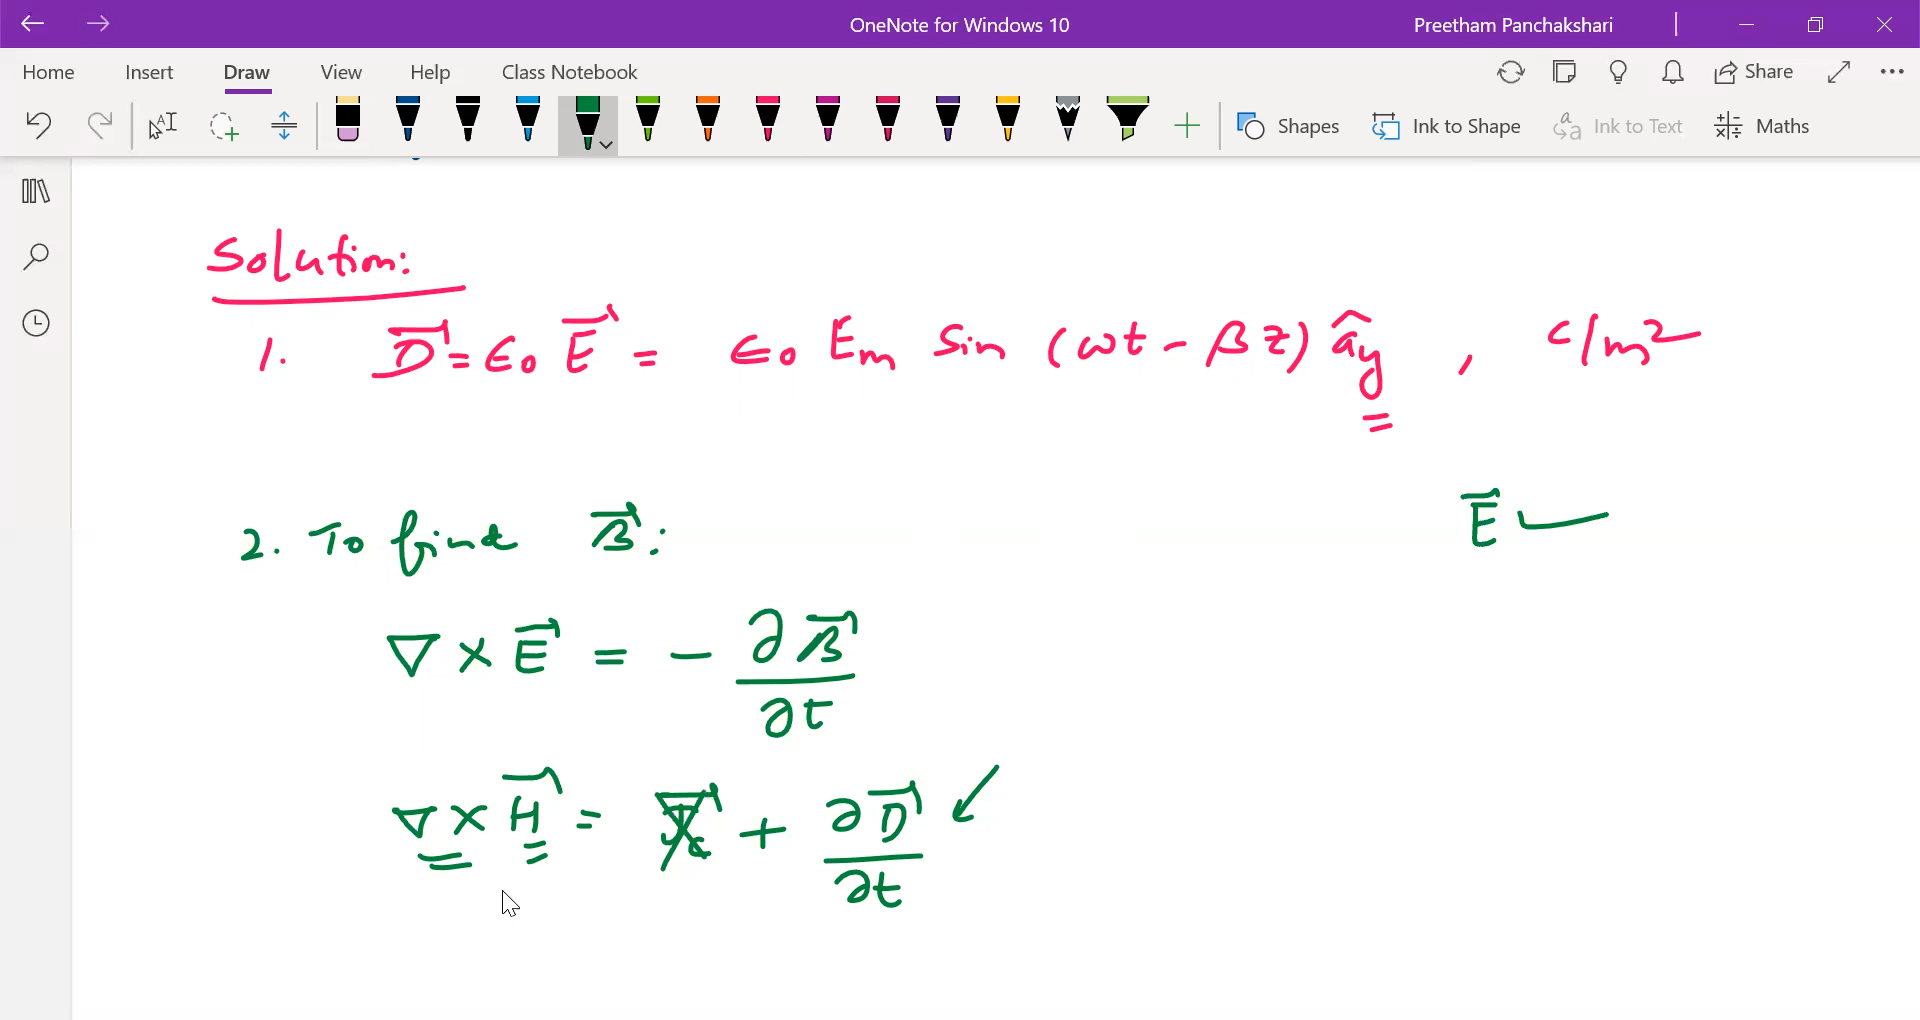 OneNote for Windows 10
Preetham Panchakshari
Home Insert Draw View Help Class Notebook Share
Shapes Ink to Shape Ink to Text Maths
Solution:
1. D⃗ = ϵ₀ E⃗ = ϵ₀ Em Sin (ωt - βz) â_y , C/m²
2. To find B⃗ : E⃗
∇ × E⃗ = - ∂B⃗/∂t
∇ × H⃗ = J⃗c + ∂D⃗/∂t